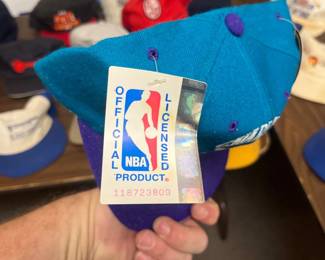 OFFICIAL
LICENSED
NBA
PRODUCT®
118723803